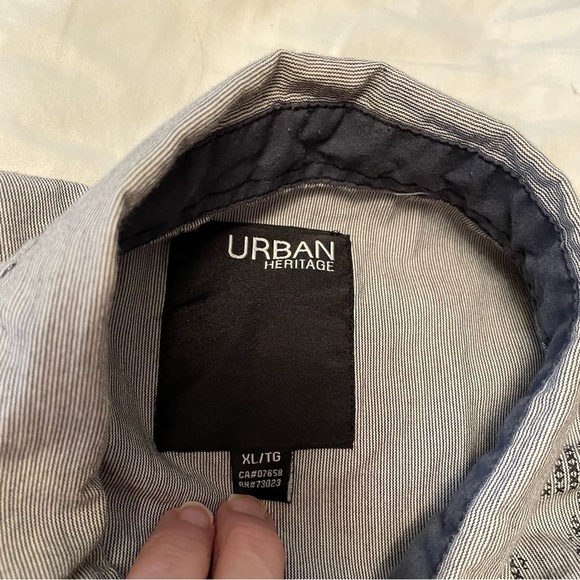 URBAN
HERITAGE
XL/TG
CA#07658
RN#73023